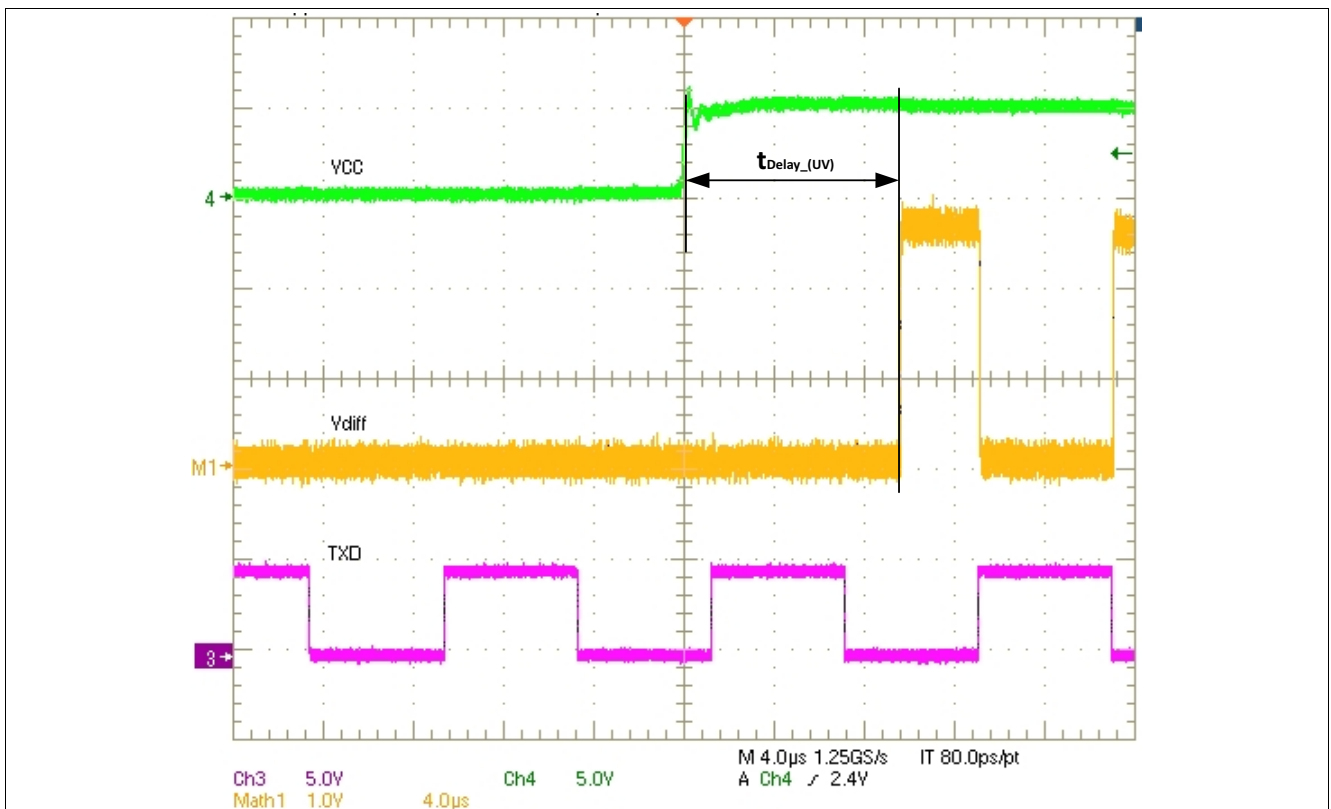 VCC
tDelay_(UV)
4
Vdiff
M1
TXD
3
M 4.0µs 1.25GS/s IT 80.0ps/pt
Ch3 5.0V Ch4 5.0V A Ch4 ∫ 2.4V
Math1 1.0V 4.0µs